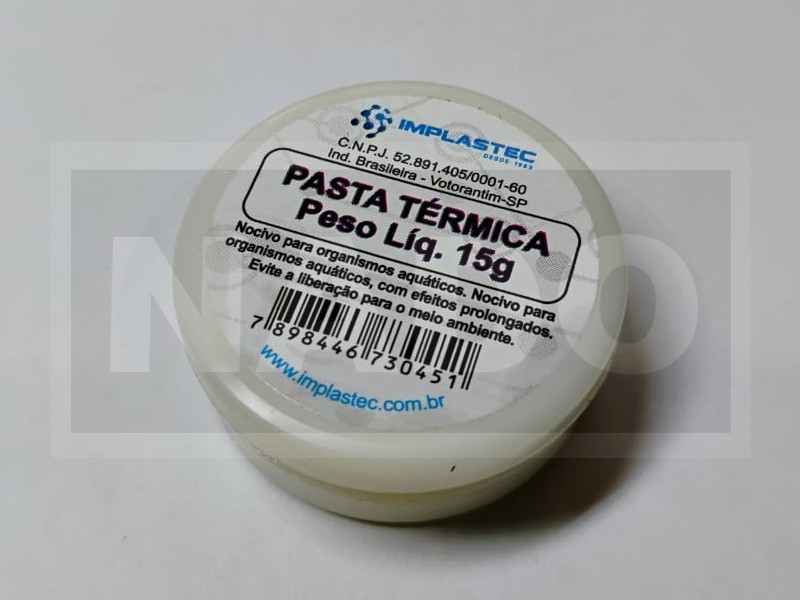 IMPLASTEC
DESDE 1983
C.N.P.J. 52.891.405/0001-60
Ind. Brasileira - Votorantim-SP
PASTA TÉRMICA
Peso Líq. 15g
Nocivo para organismos aquáticos. Nocivo para
organismos aquáticos, com efeitos prolongados.
Evite a liberação para o meio ambiente.
7 898446 730451
www.implastec.com.br